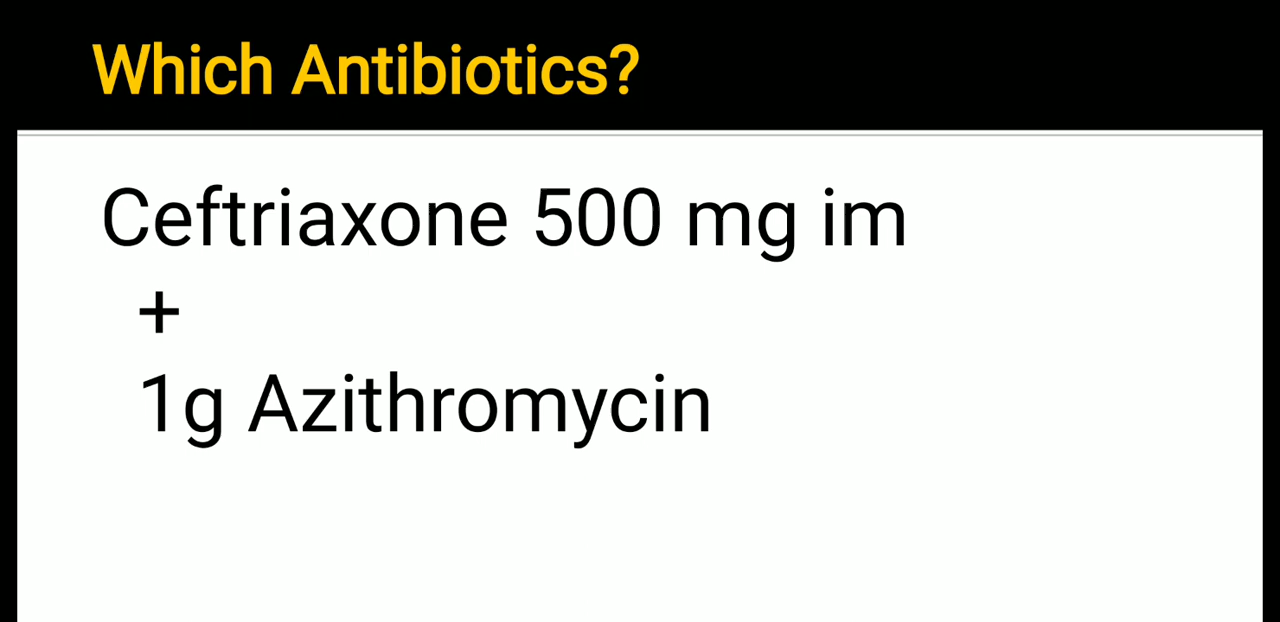 Which Antibiotics?
Ceftriaxone 500 mg im
+
1g Azithromycin